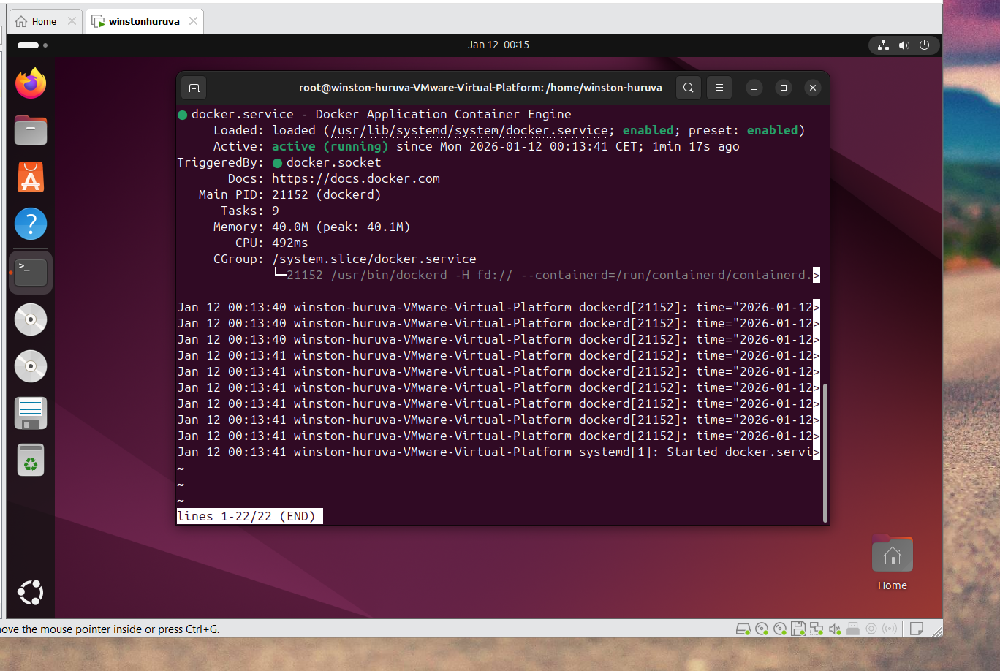 Home
winstonhuruva
Jan 12 00:15
root@winston-huruva-VMware-Virtual-Platform: /home/winston-huruva
docker.service - Docker Application Container Engine
Loaded: loaded (/usr/lib/systemd/system/docker.service; enabled; preset: enabled)
Active: active (running) since Mon 2026-01-12 00:13:41 CET; 1min 17s ago
TriggeredBy: ● docker.socket
Docs: https://docs.docker.com
Main PID: 21152 (dockerd)
Tasks: 9
Memory: 40.0M (peak: 40.1M)
CPU: 492ms
CGroup: /system.slice/docker.service
└─21152 /usr/bin/dockerd -H fd:// --containerd=/run/containerd/containerd.>
Jan 12 00:13:40 winston-huruva-VMware-Virtual-Platform dockerd[21152]: time="2026-01-12>
Jan 12 00:13:40 winston-huruva-VMware-Virtual-Platform dockerd[21152]: time="2026-01-12>
Jan 12 00:13:40 winston-huruva-VMware-Virtual-Platform dockerd[21152]: time="2026-01-12>
Jan 12 00:13:41 winston-huruva-VMware-Virtual-Platform dockerd[21152]: time="2026-01-12>
Jan 12 00:13:41 winston-huruva-VMware-Virtual-Platform dockerd[21152]: time="2026-01-12>
Jan 12 00:13:41 winston-huruva-VMware-Virtual-Platform dockerd[21152]: time="2026-01-12>
Jan 12 00:13:41 winston-huruva-VMware-Virtual-Platform dockerd[21152]: time="2026-01-12>
Jan 12 00:13:41 winston-huruva-VMware-Virtual-Platform dockerd[21152]: time="2026-01-12>
Jan 12 00:13:41 winston-huruva-VMware-Virtual-Platform dockerd[21152]: time="2026-01-12>
Jan 12 00:13:41 winston-huruva-VMware-Virtual-Platform systemd[1]: Started docker.servi>
~
~
~
lines 1-22/22 (END)
Home
ove the mouse pointer inside or press Ctrl+G.